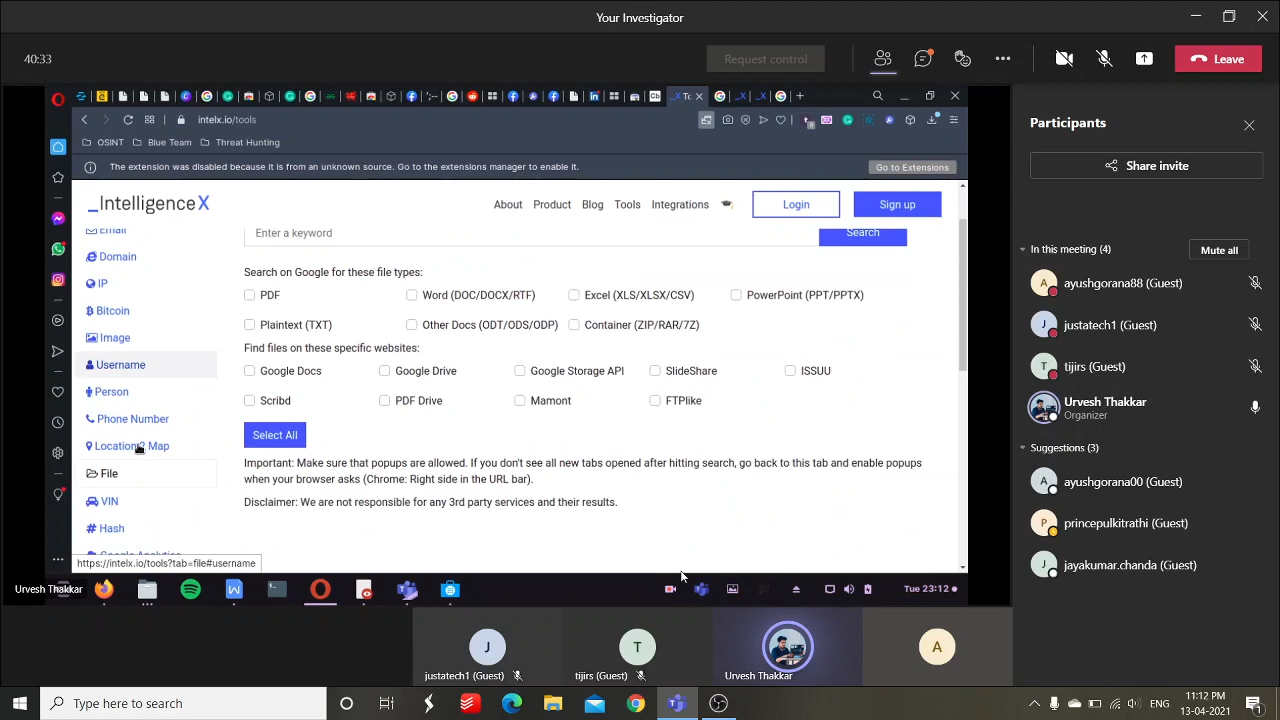 Your Investigator
40:33
Request control
Leave
intelx.io/tools
OSINT
Blue Team
Threat Hunting
The extension was disabled because it is from an unknown source. Go to the extensions manager to enable it.
Go to Extensions
_IntelligenceX
About
Product
Blog
Tools
Integrations
Login
Sign up
Email
Domain
IP
Bitcoin
Image
Username
Person
Phone Number
Location / Map
File
VIN
Hash
Google Analytics
Enter a keyword
Search
Search on Google for these file types:
PDF
Word (DOC/DOCX/RTF)
Excel (XLS/XLSX/CSV)
PowerPoint (PPT/PPTX)
Plaintext (TXT)
Other Docs (ODT/ODS/ODP)
Container (ZIP/RAR/7Z)
Find files on these specific websites:
Google Docs
Google Drive
Google Storage API
SlideShare
ISSUU
Scribd
PDF Drive
Mamont
FTPlike
Select All
Important: Make sure that popups are allowed. If you don't see all new tabs opened after hitting search, go back to this tab and enable popups
when your browser asks (Chrome: Right side in the URL bar).
Disclaimer: We are not responsible for any 3rd party services and their results.
https://intelx.io/tools?tab=file#username
Urvesh Thakkar
Tue 23:12
Participants
Share invite
In this meeting (4)
Mute all
A
ayushgorana88 (Guest)
J
justatech1 (Guest)
T
tijirs (Guest)
Urvesh Thakkar
Organizer
Suggestions (3)
A
ayushgorana00 (Guest)
P
princepulkitrathi (Guest)
J
jayakumar.chanda (Guest)
J
justatech1 (Guest)
T
tijirs (Guest)
Urvesh Thakkar
A
Type here to search
ENG
11:12 PM
13-04-2021